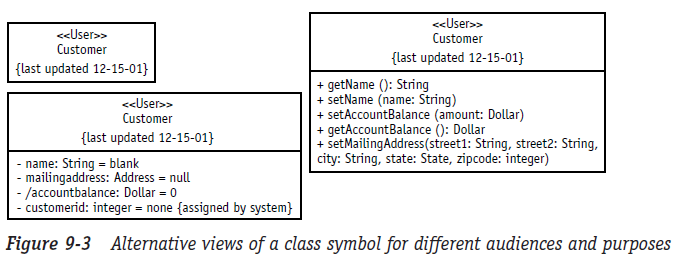 <<User>>
Customer
{last updated 12-15-01}
<<User>>
Customer
{last updated 12-15-01}
- name: String = blank
- mailingaddress: Address = null
- /accountbalance: Dollar = 0
- customerid: integer = none {assigned by system}
<<User>>
Customer
{last updated 12-15-01}
+ getName (): String
+ setName (name: String)
+ setAccountBalance (amount: Dollar)
+ getAccountBalance (): Dollar
+ setMailingAddress(street1: String, street2: String,
city: String, state: State, zipcode: integer)
Figure 9-3 Alternative views of a class symbol for different audiences and purposes